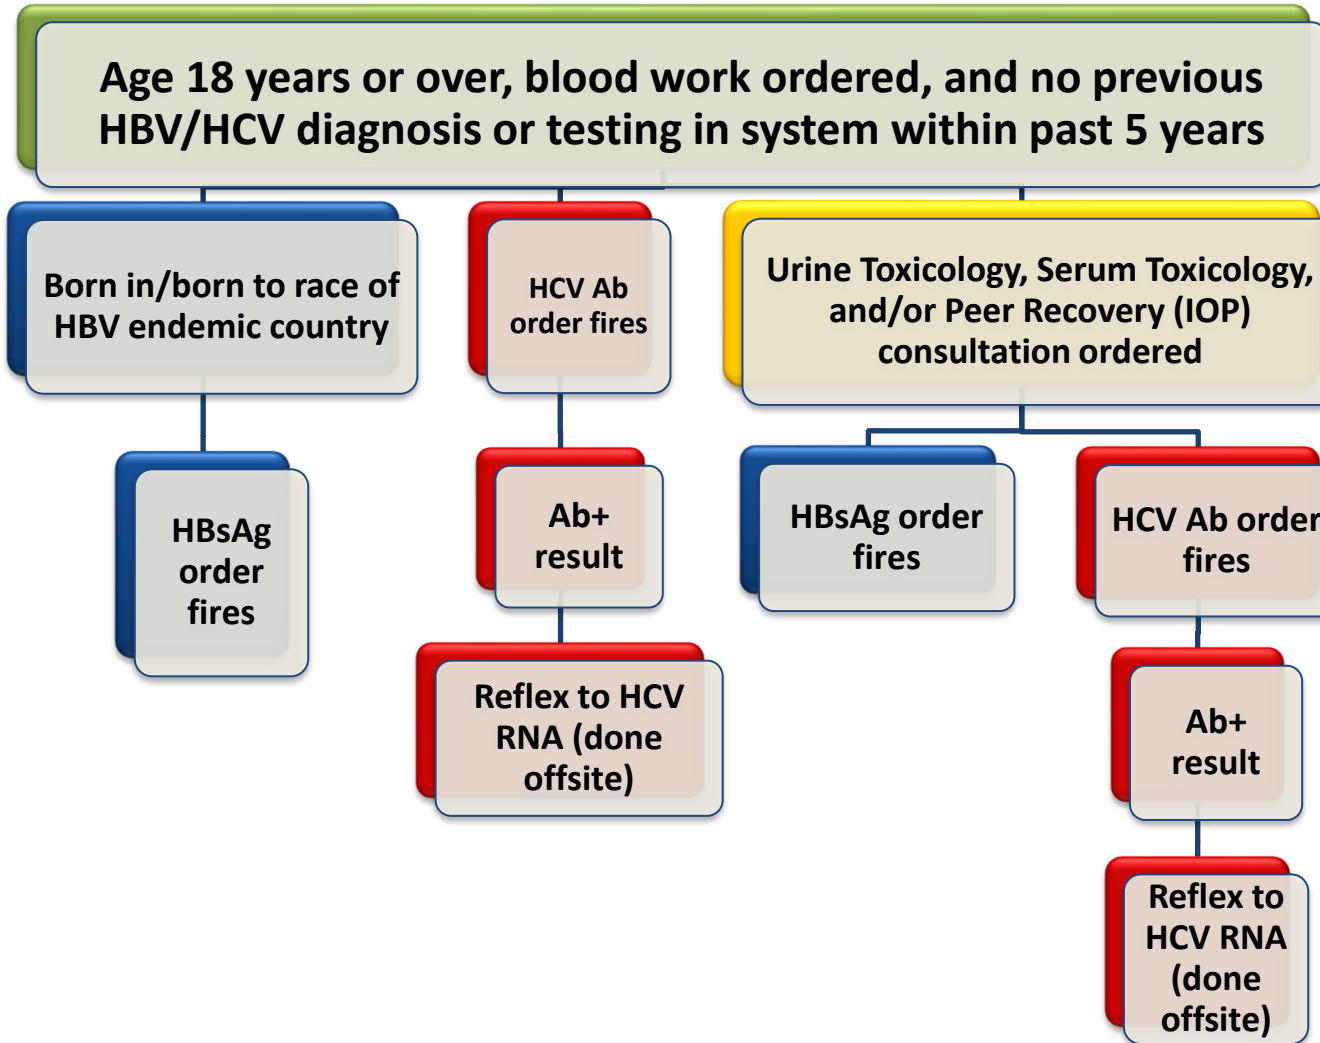 Age 18 years or over, blood work ordered, and no previous
HBV/HCV diagnosis or testing in system within past 5 years
Born in/born to race of
HBV endemic country
HBsAg
order
fires
HCV Ab
order fires
Ab+
result
Reflex to HCV
RNA (done
offsite)
Urine Toxicology, Serum Toxicology,
and/or Peer Recovery (IOP)
consultation ordered
HBsAg order
fires
HCV Ab order
fires
Ab+
result
Reflex to
HCV RNA
(done
offsite)